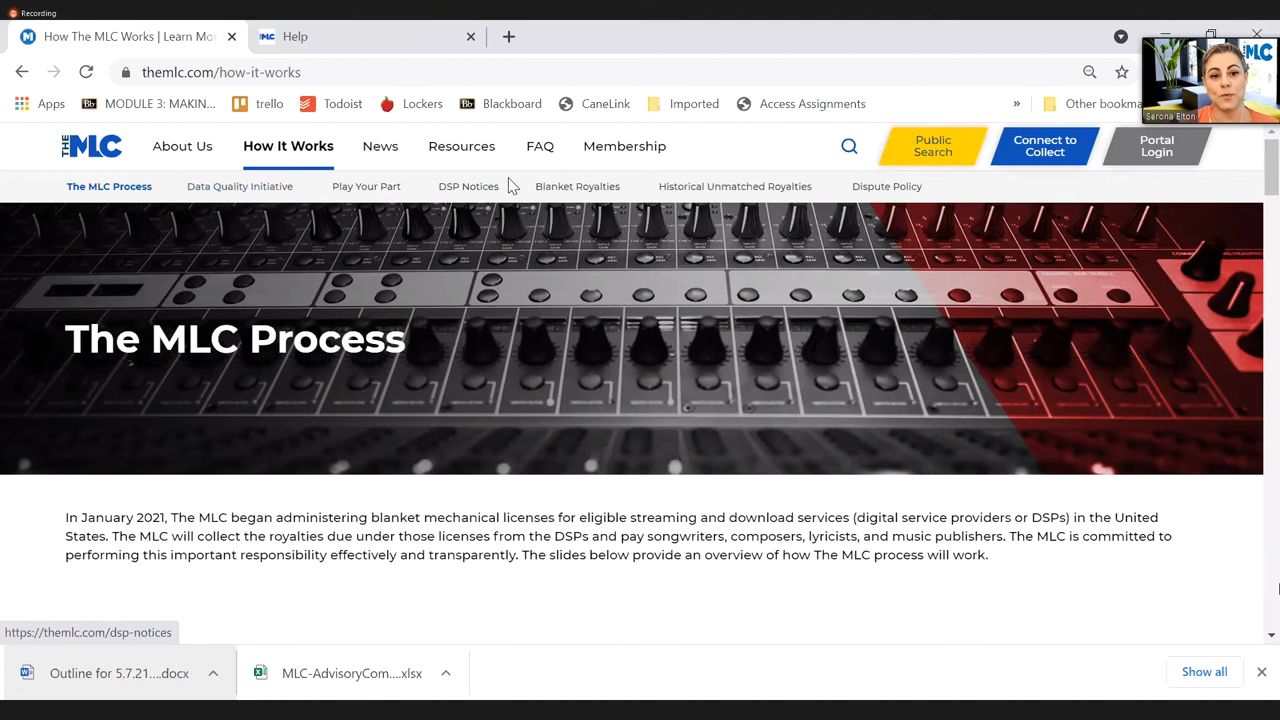 Recording
How The MLC Works | Learn Mor
Help
themlc.com/how-it-works
Apps
MODULE 3: MAKIN...
trello
Todoist
Lockers
Blackboard
CaneLink
Imported
Access Assignments
»
Other bookma
THE MLC
About Us
How It Works
News
Resources
FAQ
Membership
Public
Search
Connect to
Collect
Portal
Login
MLC
Serona Elton
The MLC Process
Data Quality Initiative
Play Your Part
DSP Notices
Blanket Royalties
Historical Unmatched Royalties
Dispute Policy
The MLC Process
In January 2021, The MLC began administering blanket mechanical licenses for eligible streaming and download services (digital service providers or DSPs) in the United
States. The MLC will collect the royalties due under those licenses from the DSPs and pay songwriters, composers, lyricists, and music publishers. The MLC is committed to
performing this important responsibility effectively and transparently. The slides below provide an overview of how The MLC process will work.
https://themlc.com/dsp-notices
Outline for 5.7.21....docx
MLC-AdvisoryCom....xlsx
Show all